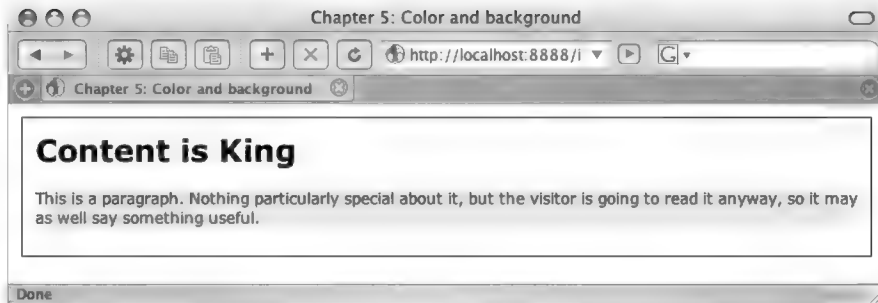 Chapter 5: Color and background
http://localhost:8888/i
G
Chapter 5: Color and background
Content is King
This is a paragraph. Nothing particularly special about it, but the visitor is going to read it anyway, so it may
as well say something useful.
Done